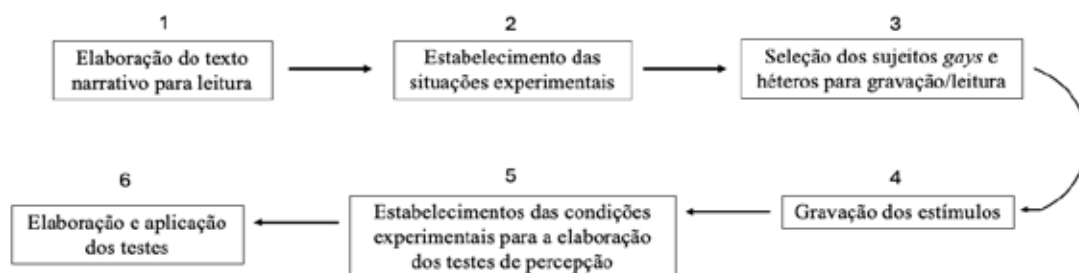 1
Elaboração do texto
narrativo para leitura
2
Estabelecimento das
situações experimentais
3
Seleção dos sujeitos gays e
héteros para gravação/leitura
4
Gravação dos estímulos
5
Estabelecimentos das condições
experimentais para a elaboração
dos testes de percepção
6
Elaboração e aplicação
dos testes